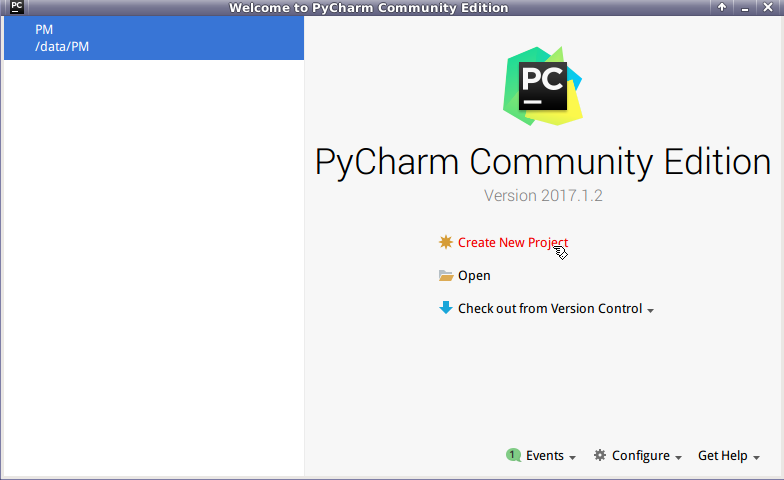 PC Welcome to PyCharm Community Edition
PM
/data/PM
PC
PyCharm Community Edition
Version 2017.1.2
Create New Project
Open
Check out from Version Control
1 Events Configure Get Help